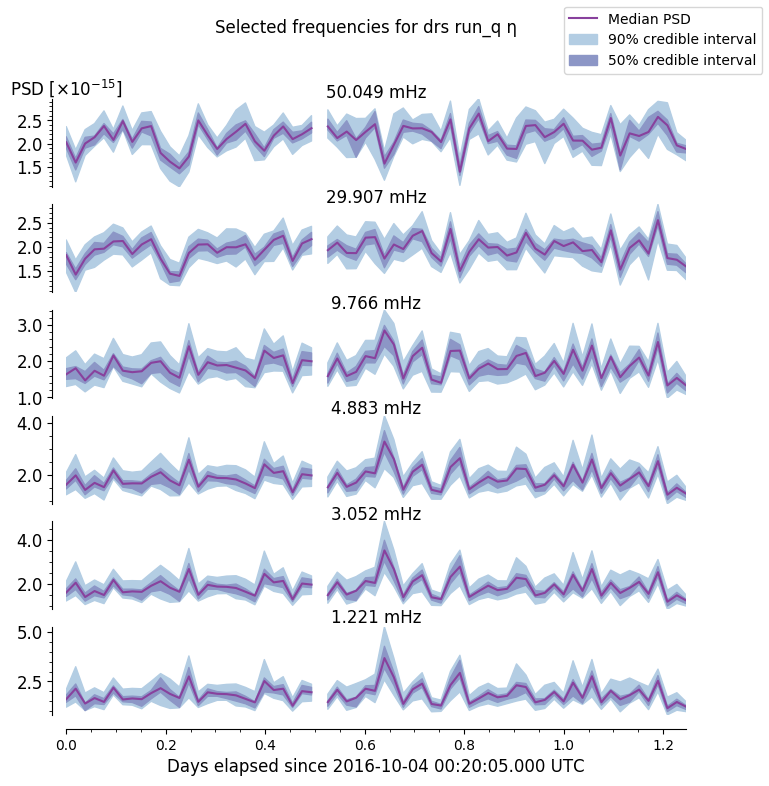 Selected frequencies for drs run_q η
Median PSD
90% credible interval
50% credible interval
PSD [×10⁻¹⁵]
50.049 mHz
2.5
2.0
1.5
29.907 mHz
2.5
2.0
1.5
9.766 mHz
3.0
2.0
1.0
4.883 mHz
4.0
2.0
3.052 mHz
4.0
2.0
1.221 mHz
5.0
2.5
0.0 0.2 0.4 0.6 0.8 1.0 1.2
Days elapsed since 2016-10-04 00:20:05.000 UTC